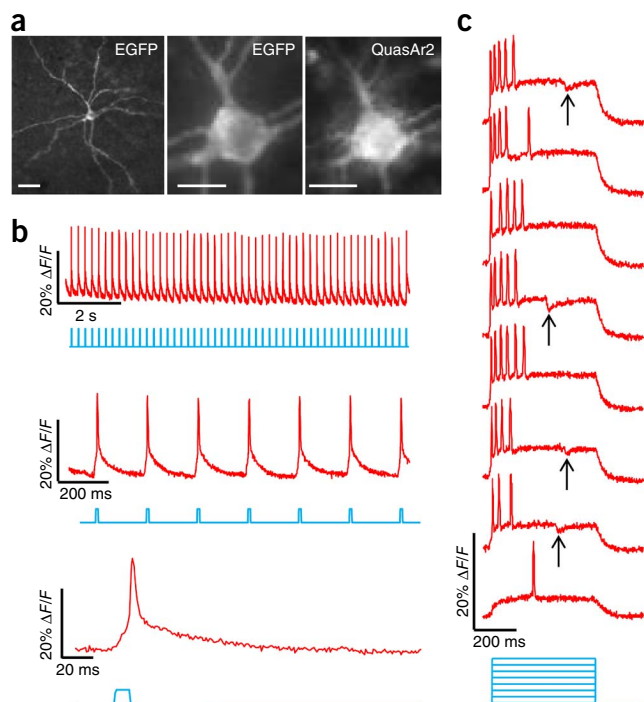 a
EGFP
EGFP
QuasAr2
b
20% ΔF/F
2 s
20% ΔF/F
200 ms
20% ΔF/F
20 ms
c
20% ΔF/F
200 ms